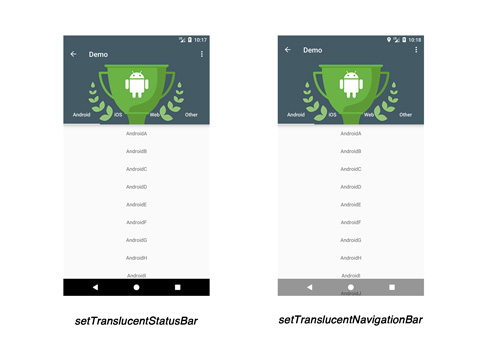 10:17
Demo
Android iOS Web Other
AndroidA
AndroidB
AndroidC
AndroidD
AndroidE
AndroidF
AndroidG
AndroidH
setTranslucentStatusBar
10:18
Demo
Android iOS Web Other
AndroidA
AndroidB
AndroidC
AndroidD
AndroidE
AndroidF
AndroidG
AndroidH
AndroidI
AndroidJ
setTranslucentNavigationBar